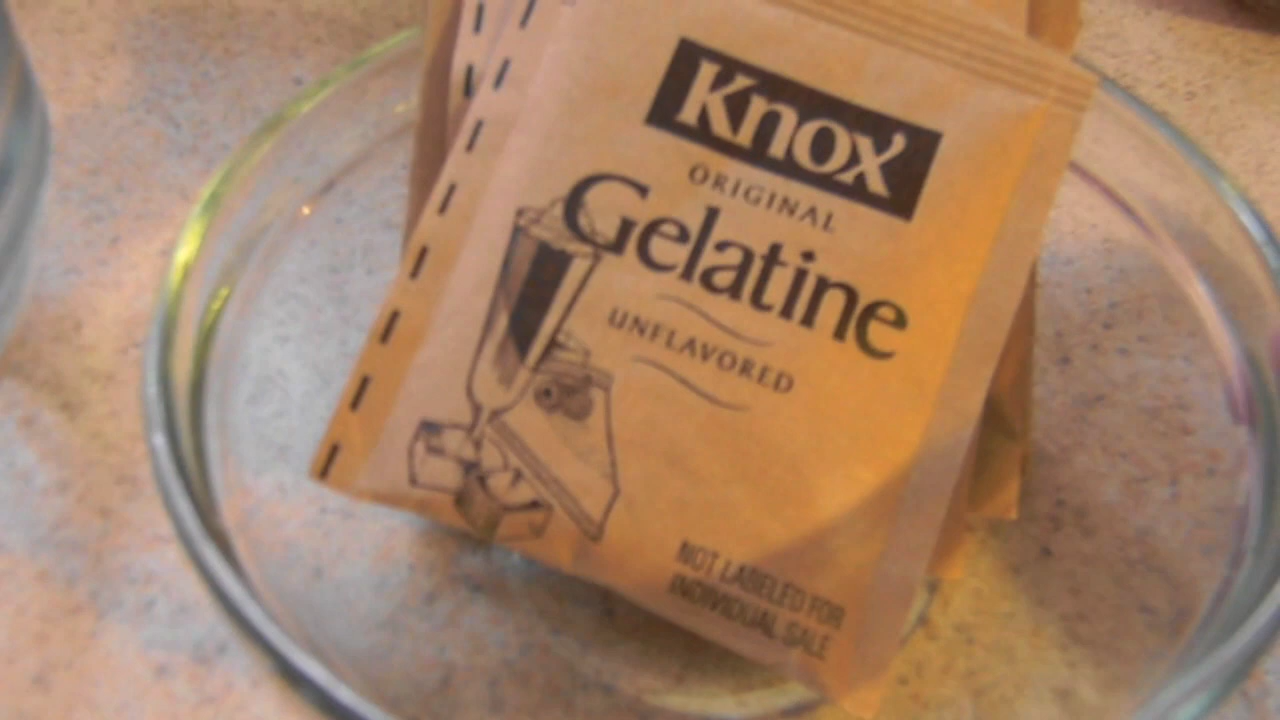 Knox
ORIGINAL
Gelatine
UNFLAVORED
NOT LABELED FOR
INDIVIDUAL SALE